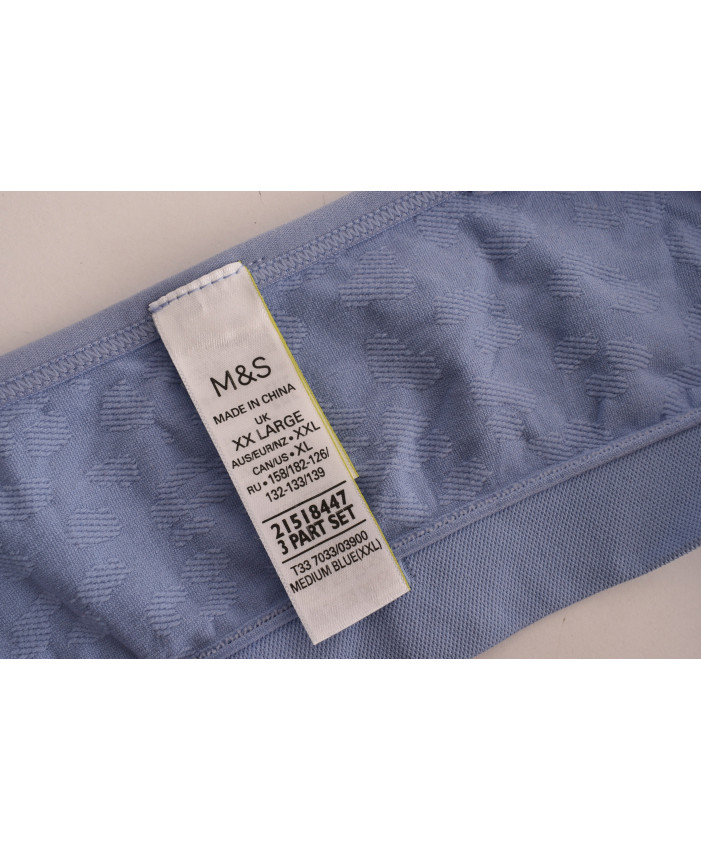 M&S
MADE IN CHINA
UK
XX LARGE
AUS/EUR/NZ • XXL
CAN/US • XL
RU • 158/182-126/
132-133/139
21518447
3 PART SET
T33 7033/03900
MEDIUM BLUE(XXL)